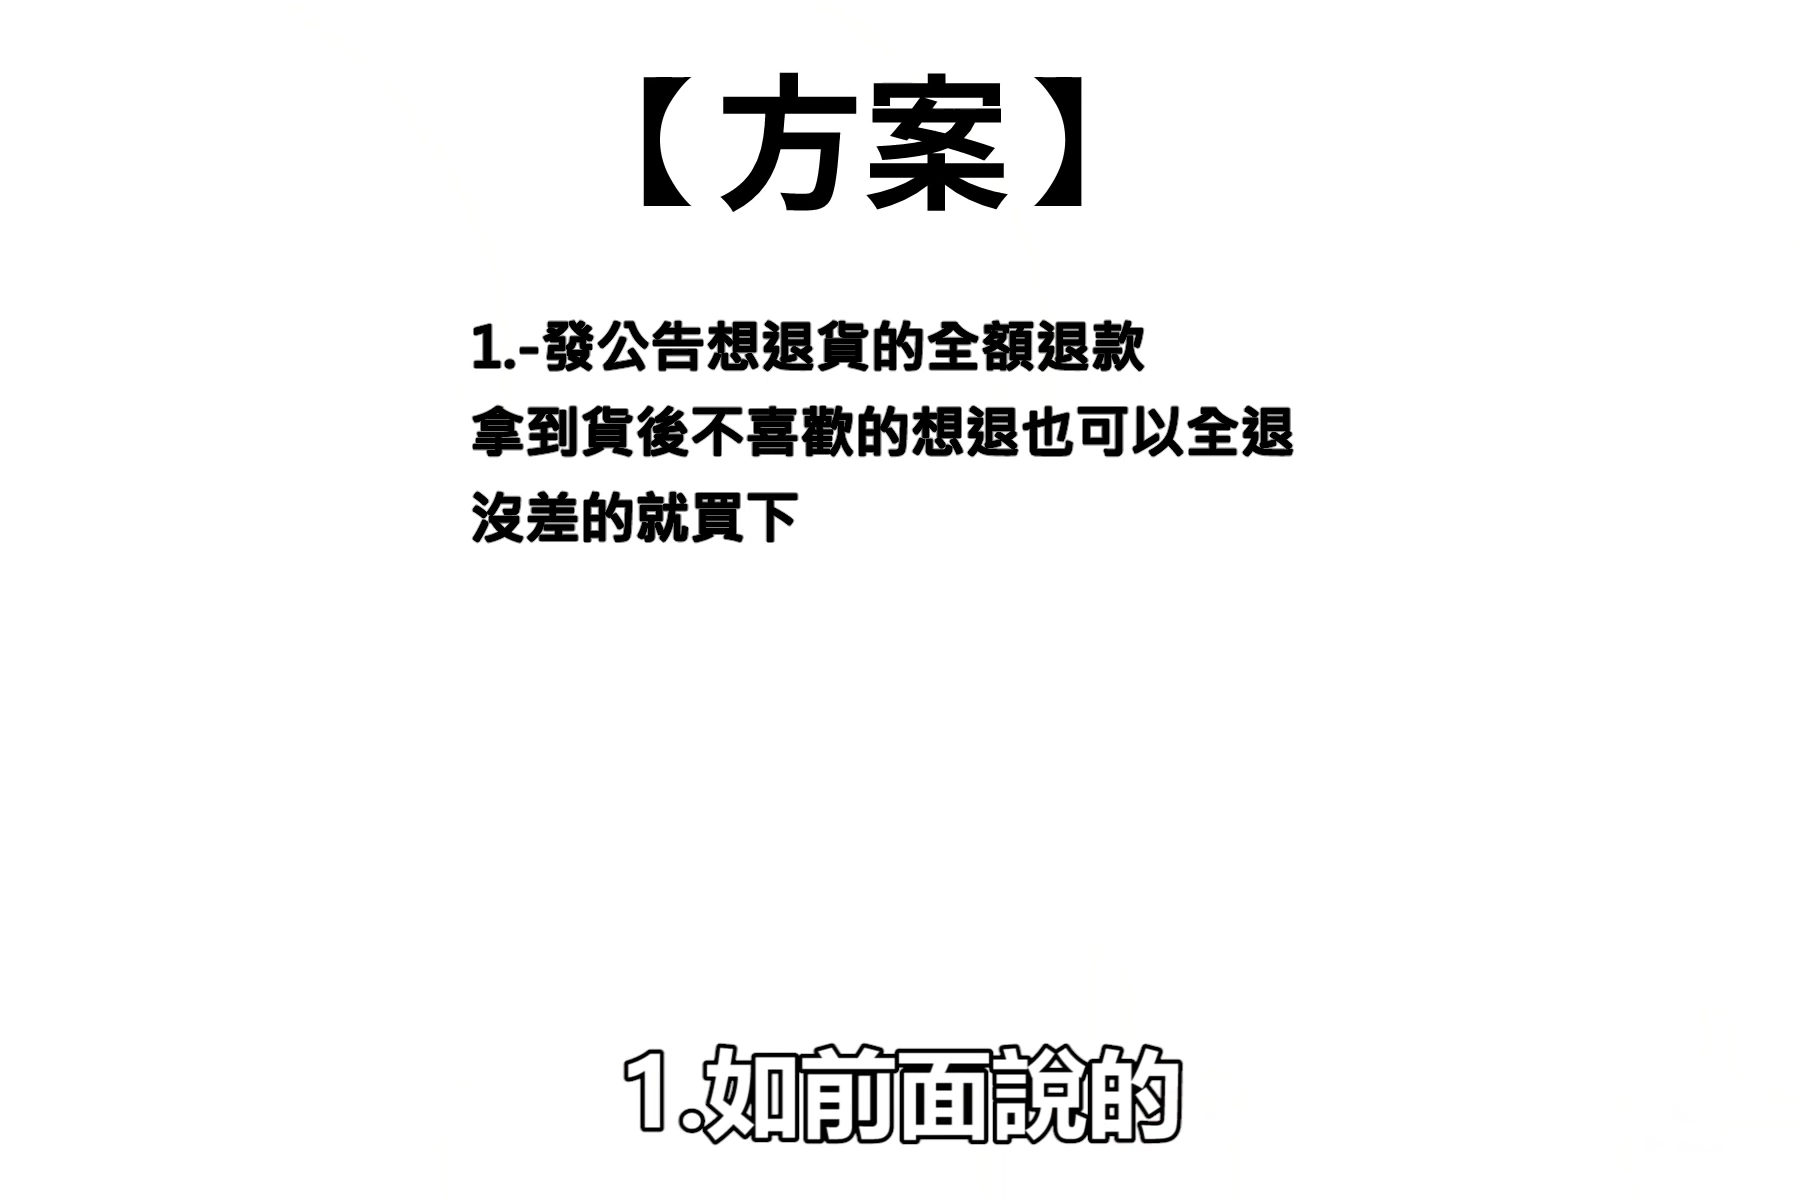 【方案】
1.-發公告想退貨的全額退款
拿到貨後不喜歡的想退也可以全退
沒差的就買下
1.如前面說的